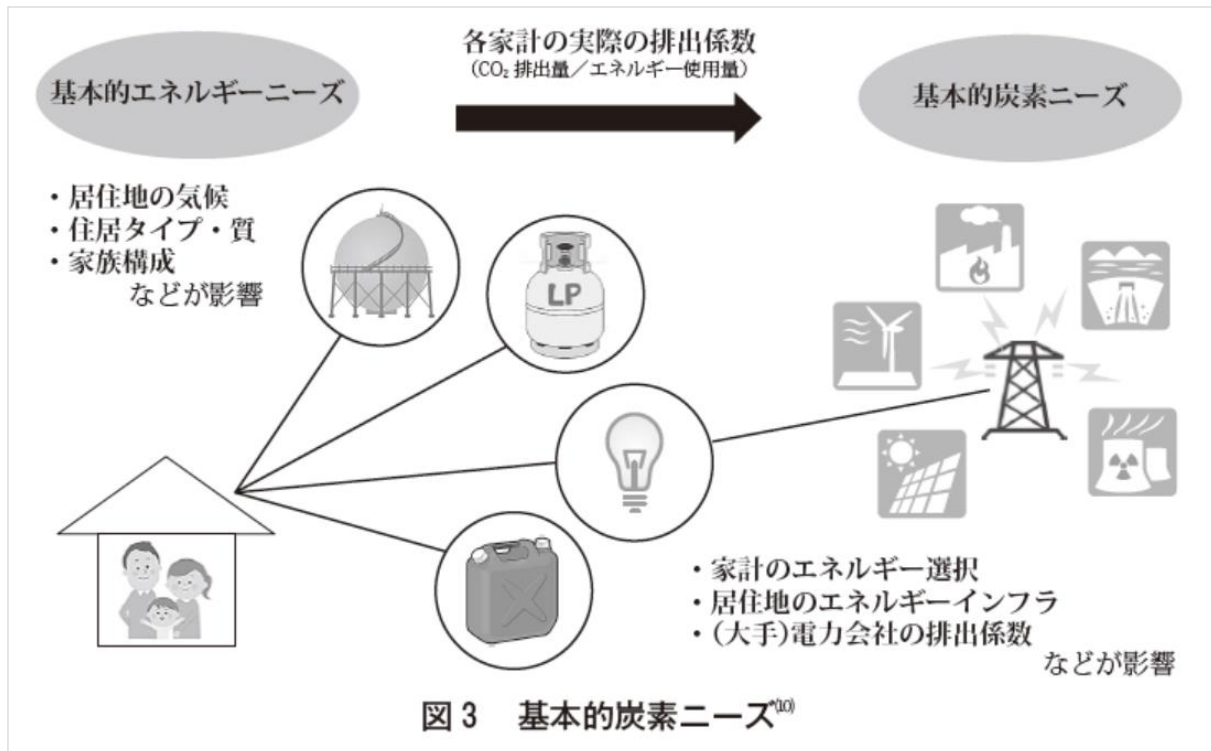 各家計の実際の排出係数
（CO₂ 排出量／エネルギー使用量）
基本的エネルギーニーズ
基本的炭素ニーズ
・居住地の気候
・住居タイプ・質
・家族構成
などが影響
LP
・家計のエネルギー選択
・居住地のエネルギーインフラ
・（大手）電力会社の排出係数
などが影響
図３　基本的炭素ニーズ*(10)